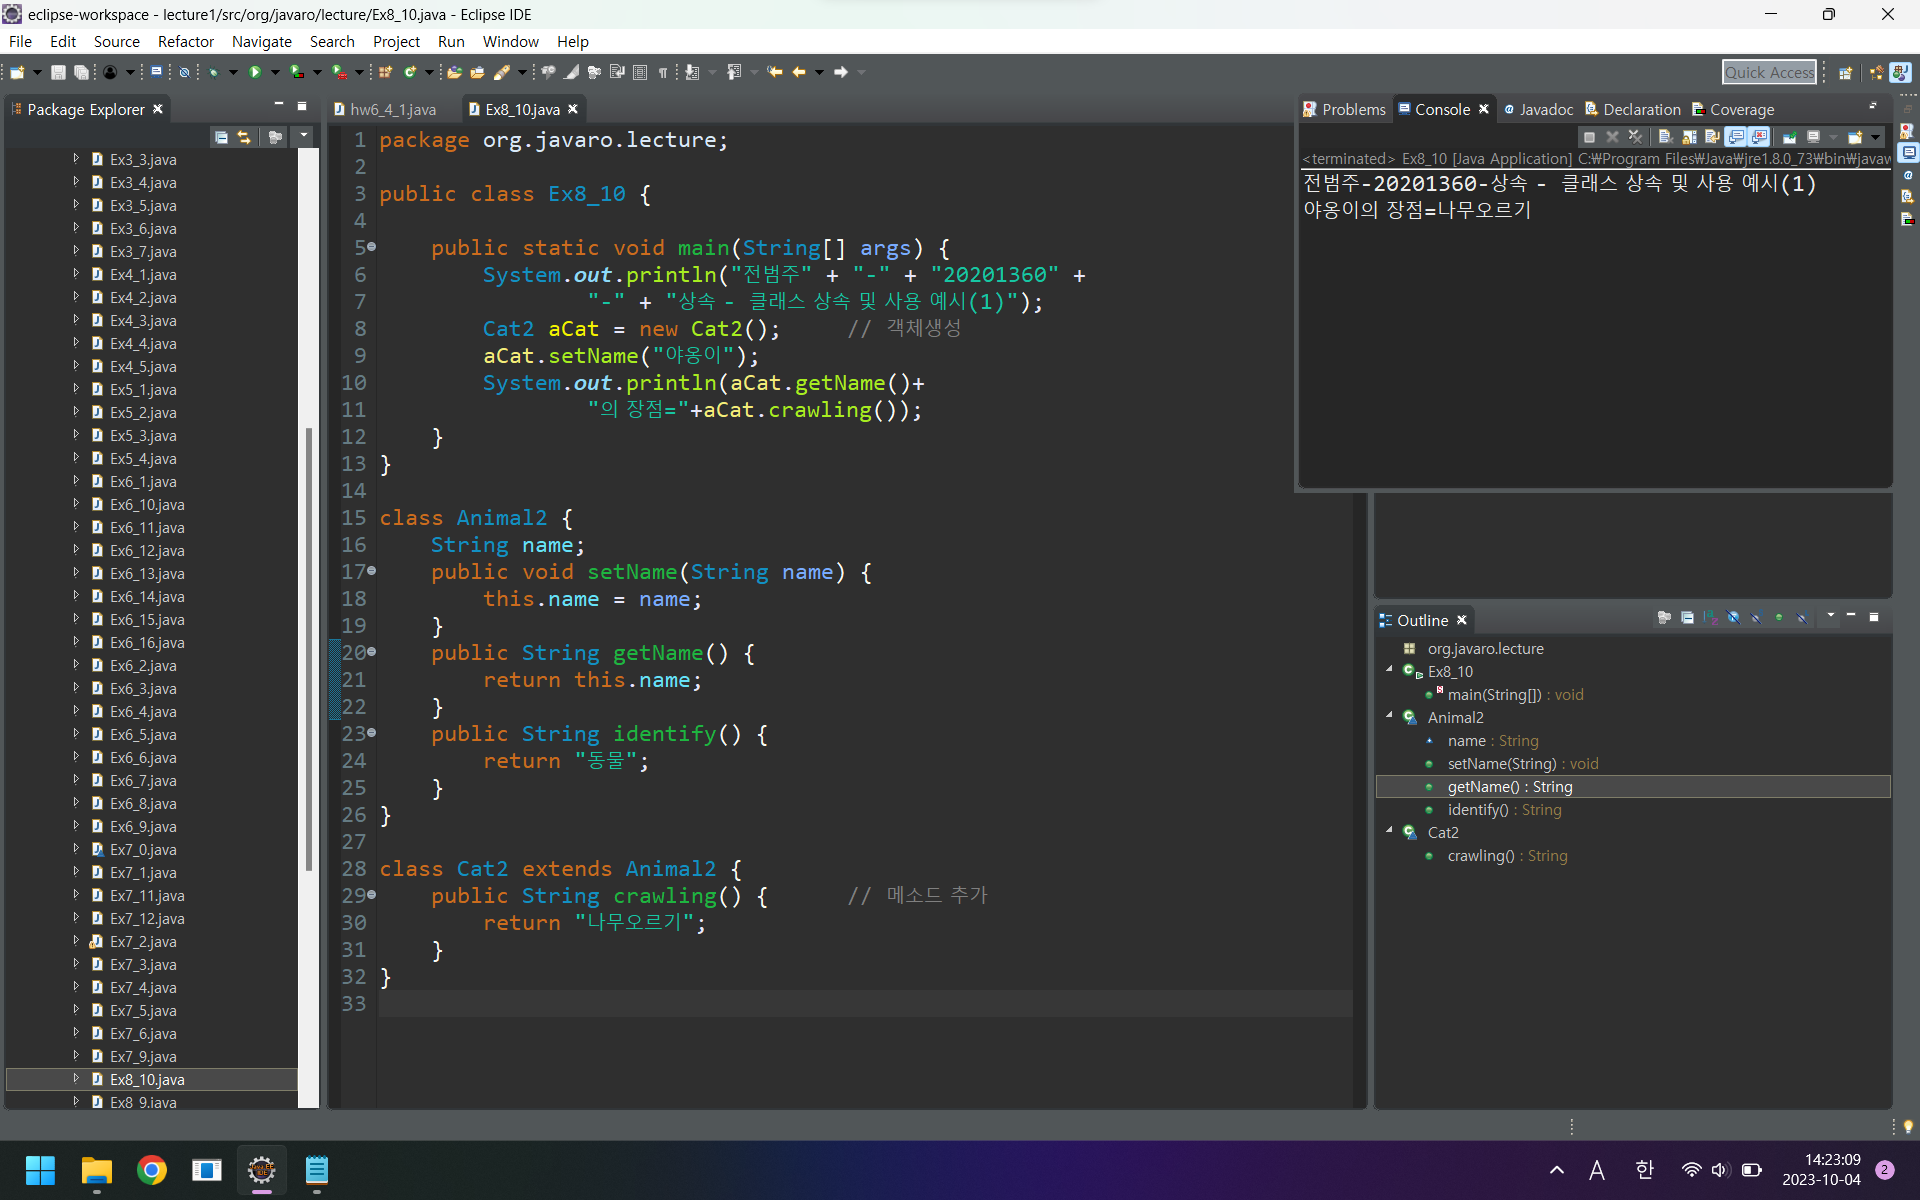 eclipse-workspace - lecture1/src/org/javaro/lecture/Ex8_10.java - Eclipse IDE
File Edit Source Refactor Navigate Search Project Run Window Help
Quick Access
Package Explorer
Ex3_3.java
Ex3_4.java
Ex3_5.java
Ex3_6.java
Ex3_7.java
Ex4_1.java
Ex4_2.java
Ex4_3.java
Ex4_4.java
Ex4_5.java
Ex5_1.java
Ex5_2.java
Ex5_3.java
Ex5_4.java
Ex6_1.java
Ex6_10.java
Ex6_11.java
Ex6_12.java
Ex6_13.java
Ex6_14.java
Ex6_15.java
Ex6_16.java
Ex6_2.java
Ex6_3.java
Ex6_4.java
Ex6_5.java
Ex6_6.java
Ex6_7.java
Ex6_8.java
Ex6_9.java
Ex7_0.java
Ex7_1.java
Ex7_11.java
Ex7_12.java
Ex7_2.java
Ex7_3.java
Ex7_4.java
Ex7_5.java
Ex7_6.java
Ex7_9.java
Ex8_10.java
Ex8_9.java
hw6_4_1.java Ex8_10.java
1 package org.javaro.lecture;
2
3 public class Ex8_10 {
4
5 public static void main(String[] args) {
6 System.out.println("전범주" + "-" + "20201360" +
7 "-" + "상속 - 클래스 상속 및 사용 예시(1)");
8 Cat2 aCat = new Cat2(); // 객체생성
9 aCat.setName("야옹이");
10 System.out.println(aCat.getName()+
11 "의 장점="+aCat.crawling());
12 }
13 }
14
15 class Animal2 {
16 String name;
17 public void setName(String name) {
18 this.name = name;
19 }
20 public String getName() {
21 return this.name;
22 }
23 public String identify() {
24 return "동물";
25 }
26 }
27
28 class Cat2 extends Animal2 {
29 public String crawling() { // 메소드 추가
30 return "나무오르기";
31 }
32 }
33
Problems Console Javadoc Declaration Coverage
<terminated> Ex8_10 [Java Application] C:₩Program Files₩Java₩jre1.8.0_73₩bin₩javaw
전범주-20201360-상속 - 클래스 상속 및 사용 예시(1)
야옹이의 장점=나무오르기
Outline
org.javaro.lecture
Ex8_10
main(String[]) : void
Animal2
name : String
setName(String) : void
getName() : String
identify() : String
Cat2
crawling() : String
A 한
14:23:09
2023-10-04
2